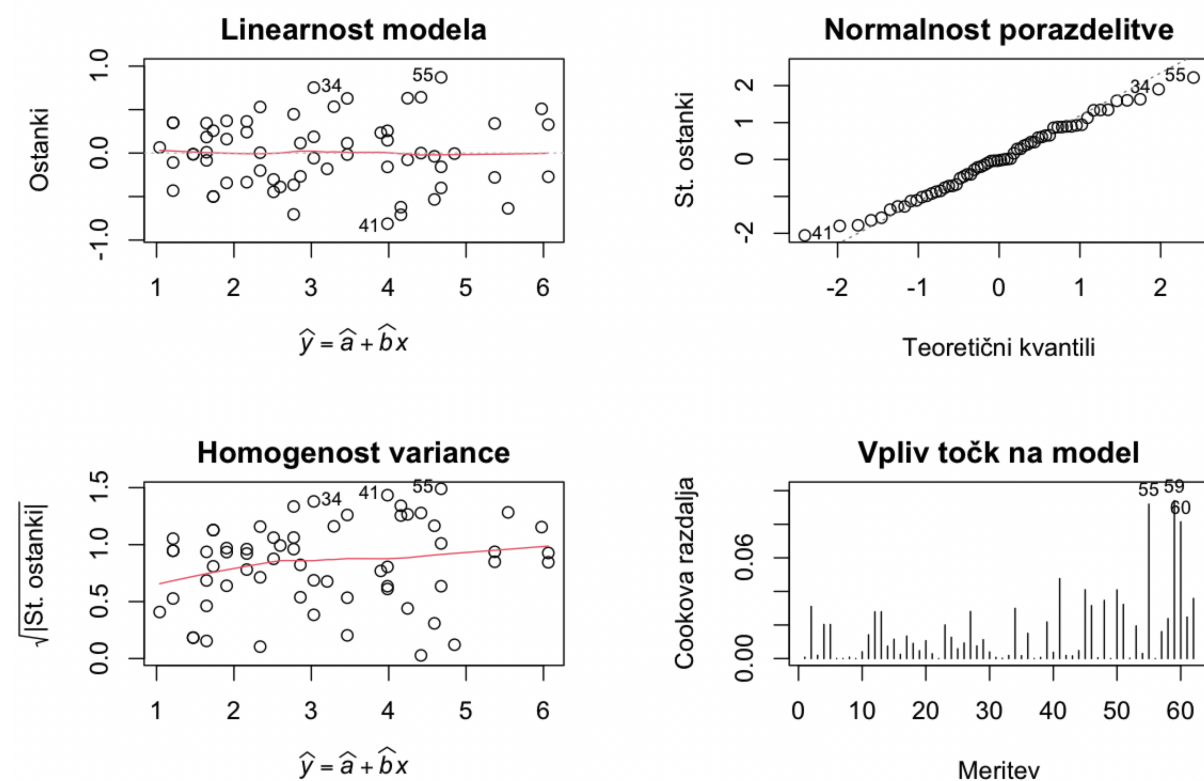 Linearnost modela
Ostanki
1.0
0.0
-1.0
34
55
41
1 2 3 4 5 6
ŷ = â + b̂x
Normalnost porazdelitve
St. ostanki
2
1
0
-2
34
55
41
-2 -1 0 1 2
Teoretični kvantili
Homogenost variance
√|St. ostanki|
1.5
1.0
0.5
0.0
34
41
55
1 2 3 4 5 6
ŷ = â + b̂x
Vpliv točk na model
Cookova razdalja
0.06
0.00
55
59
60
0 10 20 30 40 50 60
Meritev